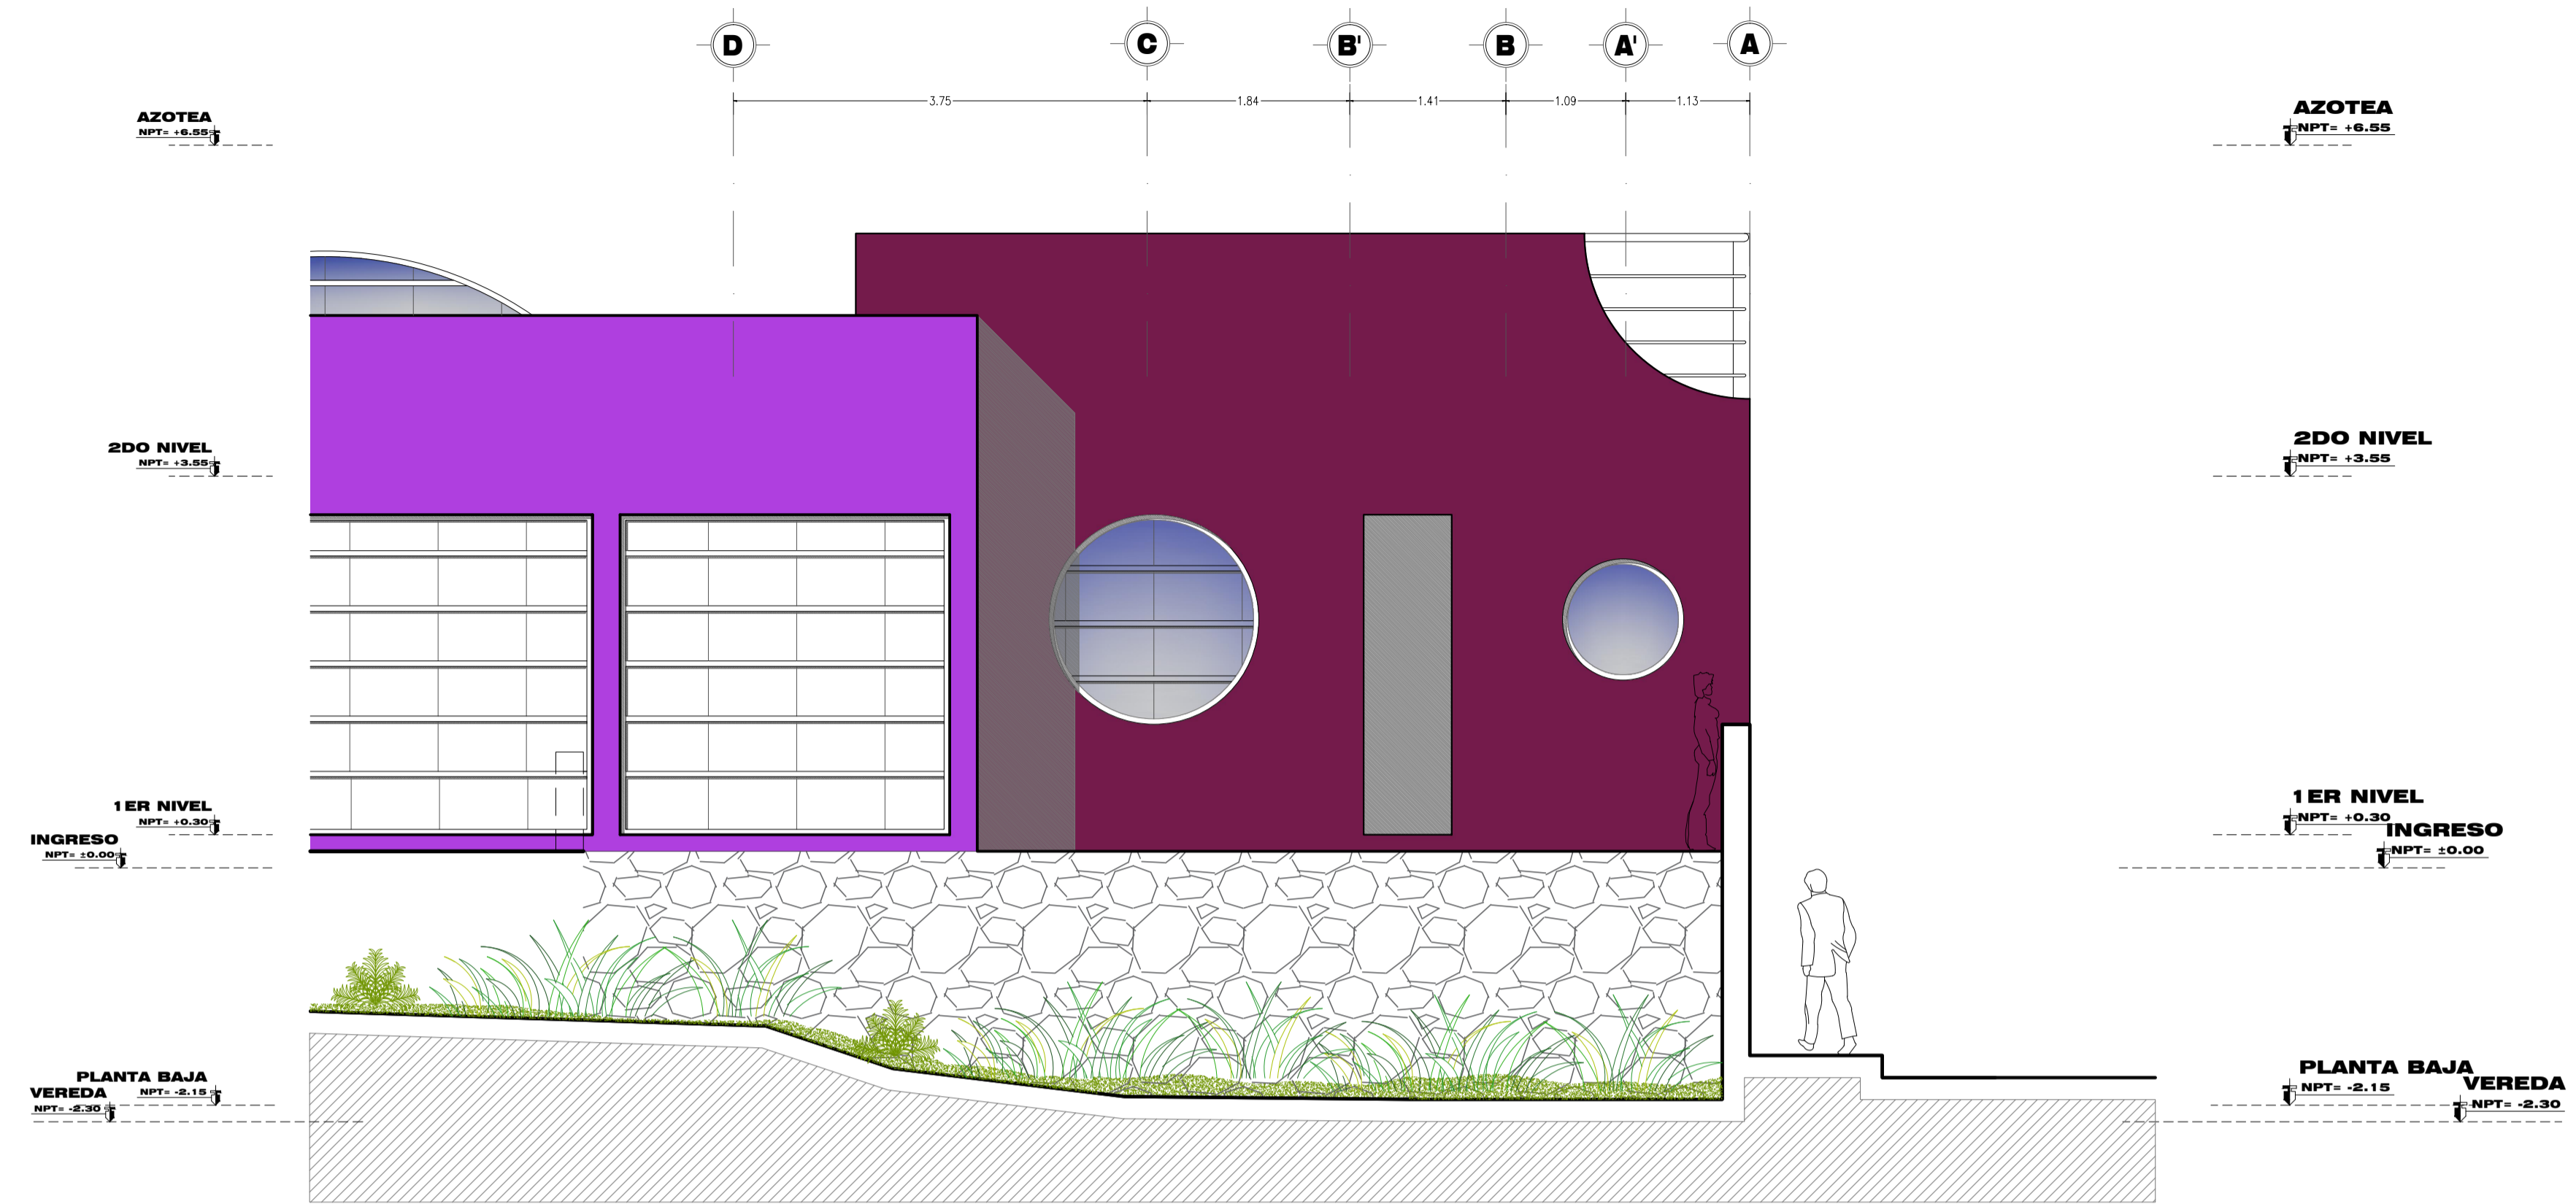 D C B' B A' A
3.75 1.84 1.41 1.09 1.13
AZOTEA
NPT= +6.55
AZOTEA
NPT= +6.55
2DO NIVEL
NPT= +3.55
2DO NIVEL
NPT= +3.55
1ER NIVEL
NPT= +0.30
INGRESO
NPT= ±0.00
1ER NIVEL
NPT= +0.30
INGRESO
NPT= ±0.00
PLANTA BAJA
NPT= -2.15
VEREDA
NPT= -2.30
PLANTA BAJA
NPT= -2.15
VEREDA
NPT= -2.30